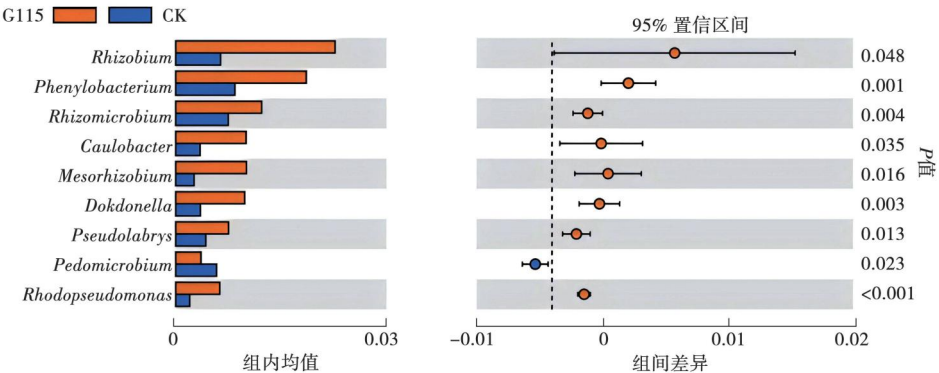 G115 CK
95% 置信区间
Rhizobium 0.048
Phenylobacterium 0.001
Rhizomicrobium 0.004
Caulobacter 0.035
Mesorhizobium 0.016
Dokdonella 0.003
Pseudolabrys 0.013
Pedomicrobium 0.023
Rhodopseudomonas <0.001
P值
0 0.03 -0.01 0 0.01 0.02
组内均值 组间差异